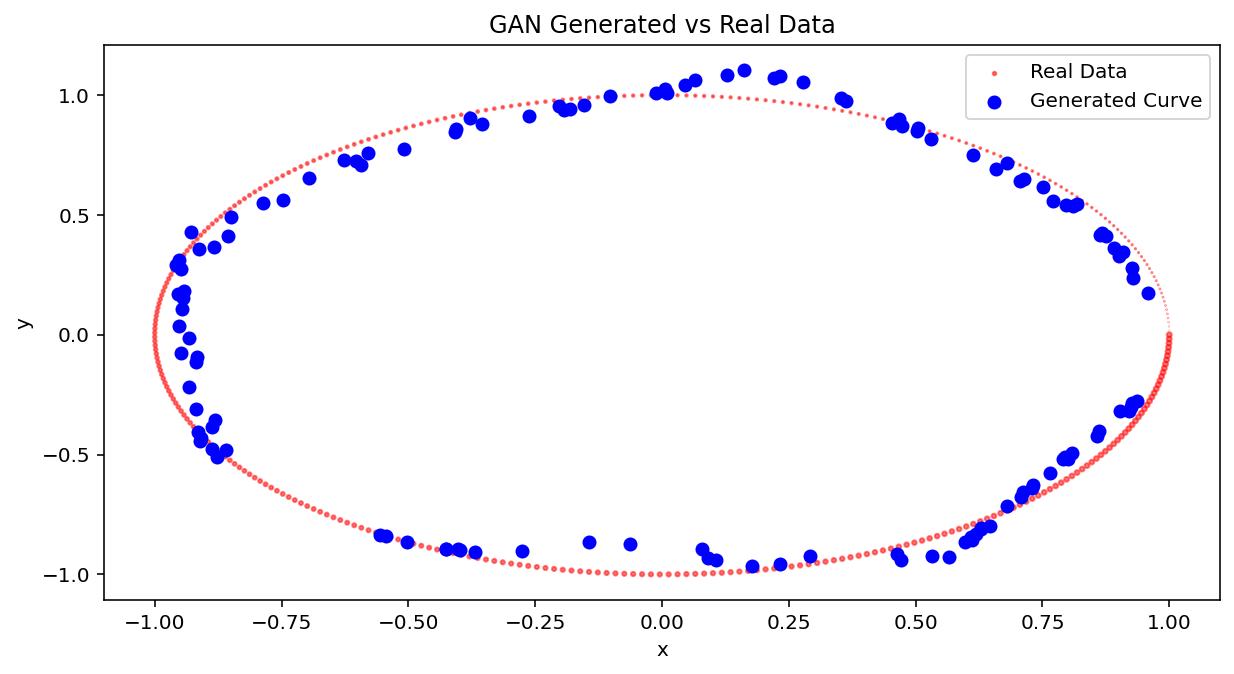 GAN Generated vs Real Data
Real Data
Generated Curve
y
1.0
0.5
0.0
−0.5
−1.0
−1.00 −0.75 −0.50 −0.25 0.00 0.25 0.50 0.75 1.00
x